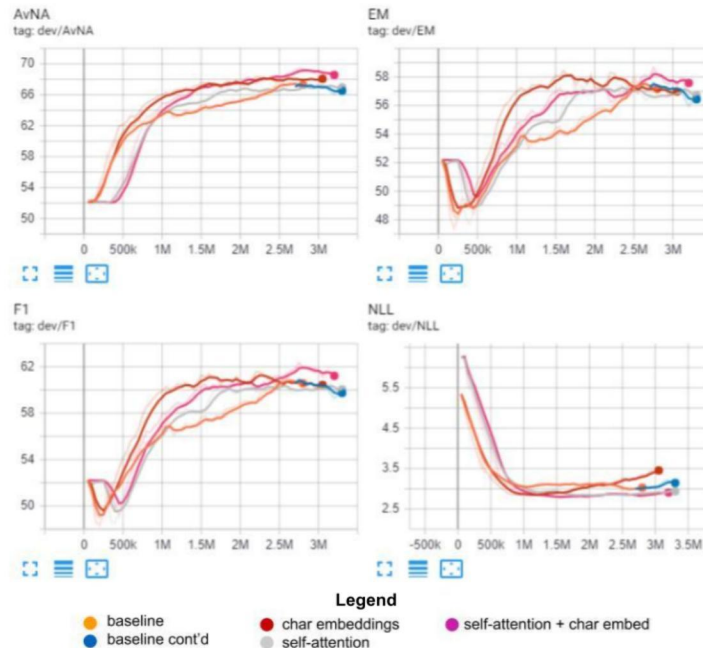 AvNA
tag: dev/AvNA
70
66
62
58
54
50
0 500k 1M 1.5M 2M 2.5M 3M
EM
tag: dev/EM
58
56
54
52
50
48
0 500k 1M 1.5M 2M 2.5M 3M
F1
tag: dev/F1
62
58
54
50
0 500k 1M 1.5M 2M 2.5M 3M
NLL
tag: dev/NLL
5.5
4.5
3.5
2.5
-500k 0 500k 1M 1.5M 2M 2.5M 3M 3.5M
Legend
baseline
baseline cont'd
char embeddings
self-attention
self-attention + char embed